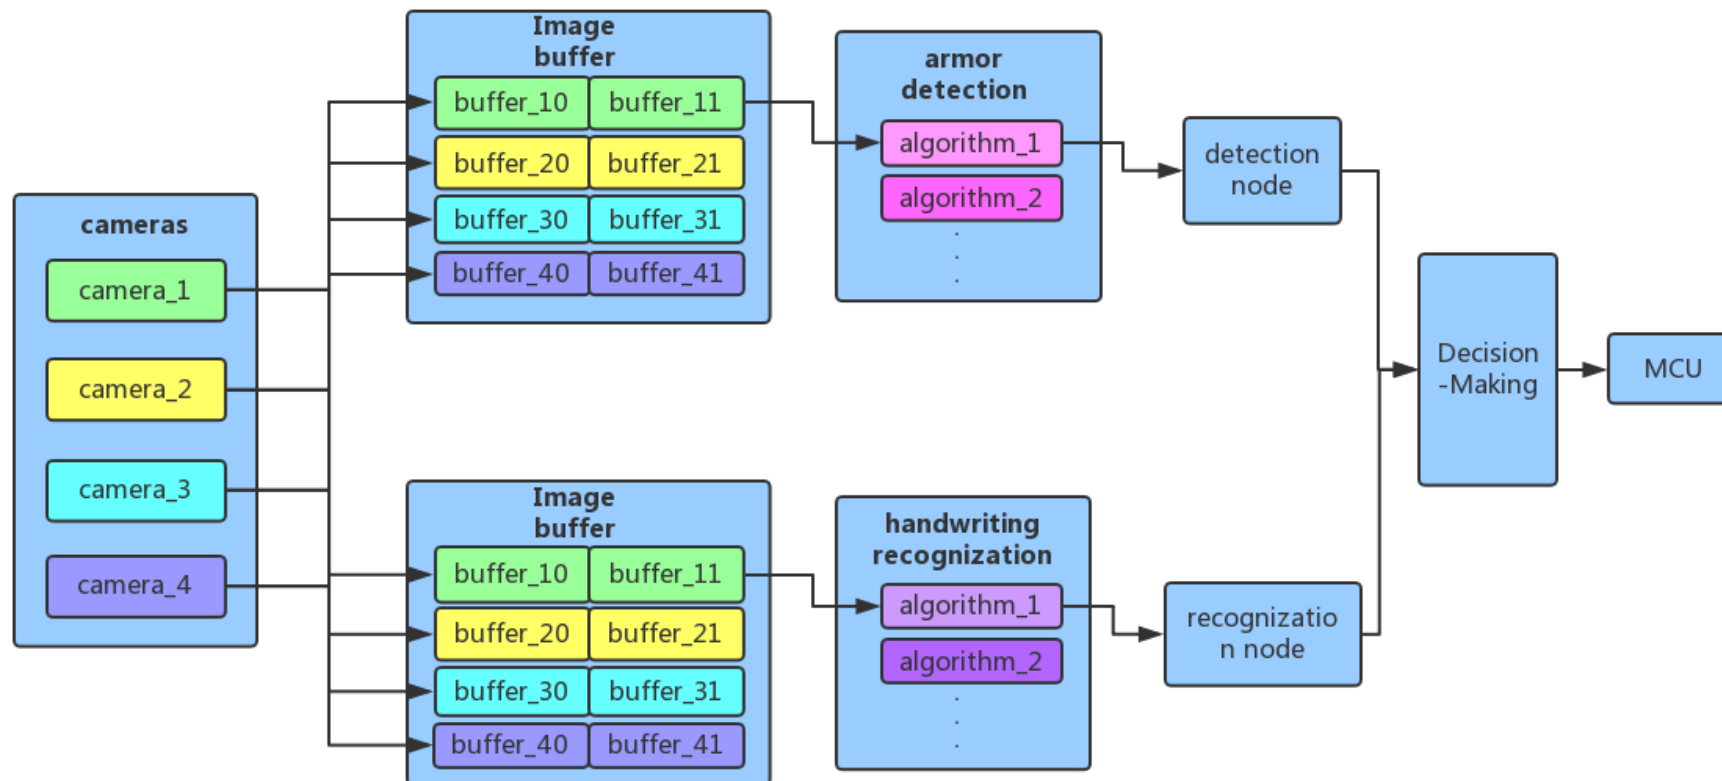 cameras
camera_1
camera_2
camera_3
camera_4
Image
buffer
buffer_10 buffer_11
buffer_20 buffer_21
buffer_30 buffer_31
buffer_40 buffer_41
armor
detection
algorithm_1
algorithm_2
.
.
.
detection
node
Image
buffer
buffer_10 buffer_11
buffer_20 buffer_21
buffer_30 buffer_31
buffer_40 buffer_41
handwriting
recognization
algorithm_1
algorithm_2
.
.
.
recognizatio
n node
Decision
-Making
MCU